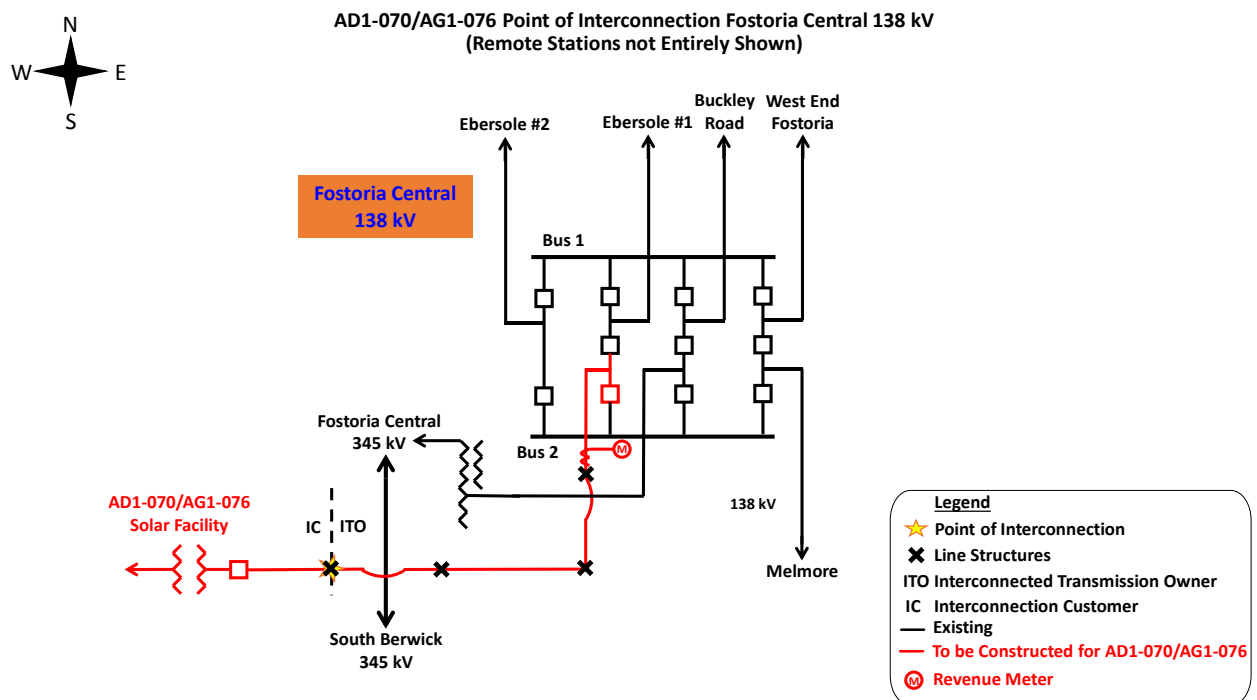 AD1-070/AG1-076 Point of Interconnection Fostoria Central 138 kV
(Remote Stations not Entirely Shown)
N
W
E
S
Ebersole #2
Ebersole #1
Buckley
Road
West End
Fostoria
Fostoria Central
138 kV
Bus 1
Bus 2
M
Fostoria Central
345 kV
AD1-070/AG1-076
Solar Facility
IC
ITO
138 kV
Melmore
South Berwick
345 kV
Legend
Point of Interconnection
Line Structures
ITO Interconnected Transmission Owner
IC Interconnection Customer
Existing
To be Constructed for AD1-070/AG1-076
M Revenue Meter